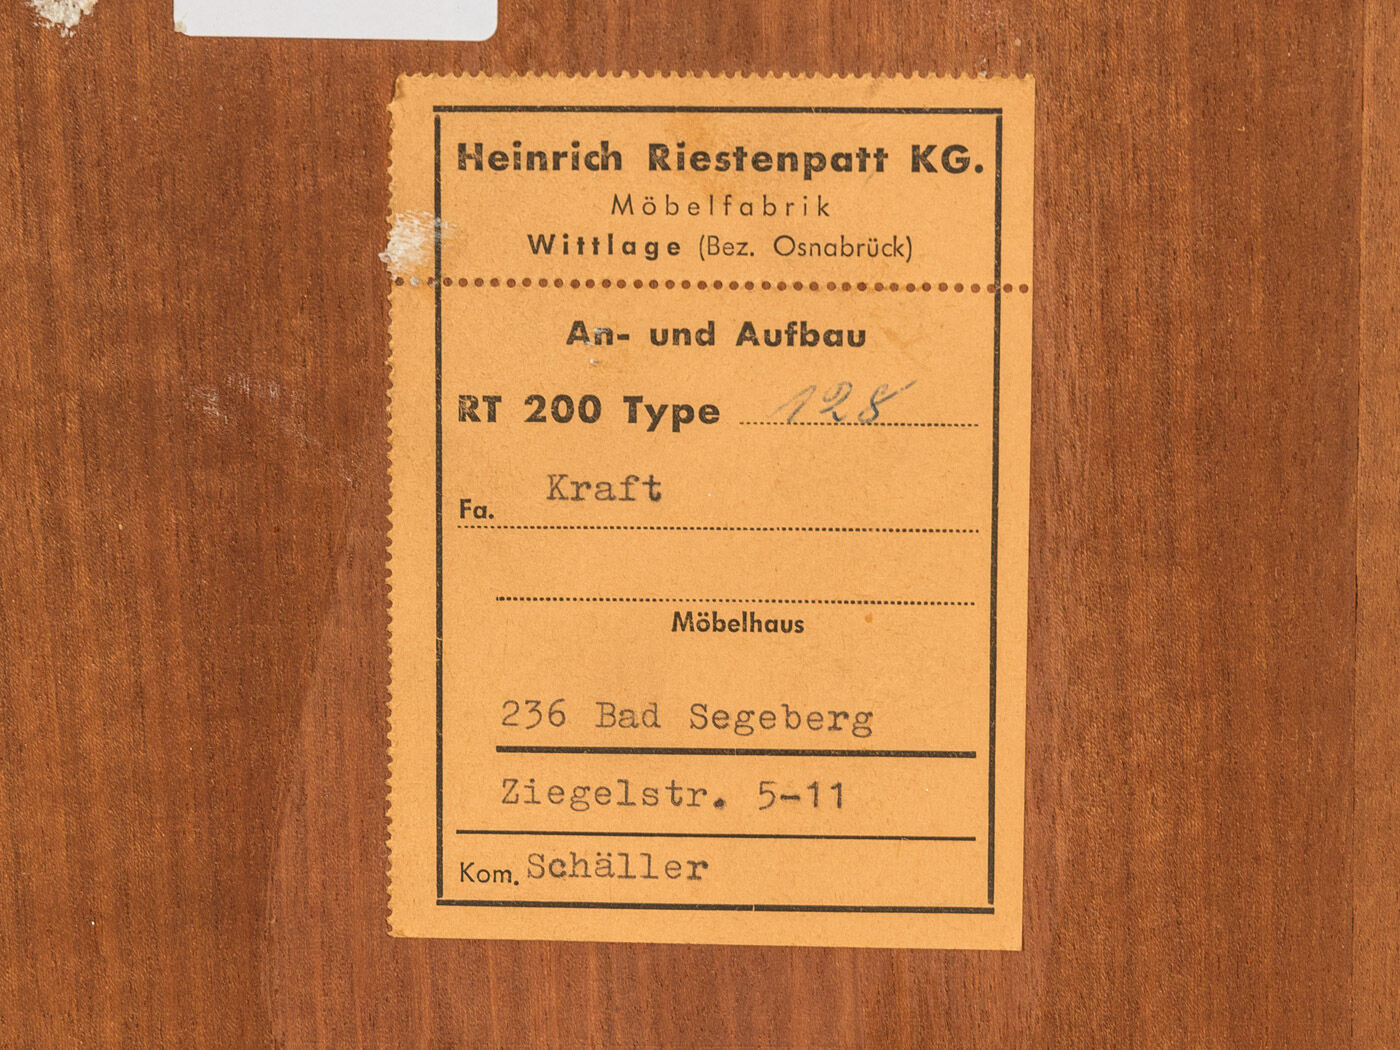 Heinrich Riestenpatt KG.
Möbelfabrik
Wittlage (Bez. Osnabrück)
An- und Aufbau
RT 200 Type 128
Kraft
Fa.
Möbelhaus
236 Bad Segeberg
Ziegelstr. 5-11
Kom. Schäller